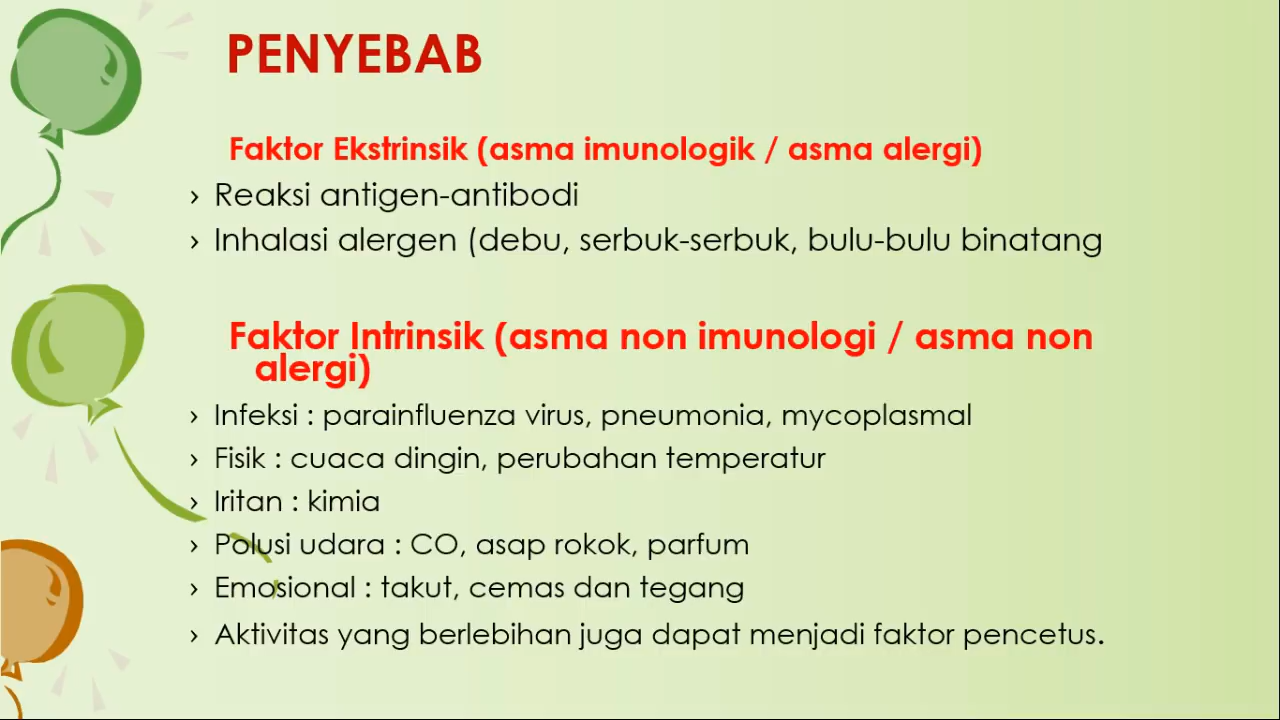 PENYEBAB
Faktor Ekstrinsik (asma imunologik / asma alergi)
› Reaksi antigen-antibodi
› Inhalasi alergen (debu, serbuk-serbuk, bulu-bulu binatang
Faktor Intrinsik (asma non imunologi / asma non
alergi)
› Infeksi : parainfluenza virus, pneumonia, mycoplasmal
› Fisik : cuaca dingin, perubahan temperatur
› Iritan : kimia
› Polusi udara : CO, asap rokok, parfum
› Emosional : takut, cemas dan tegang
› Aktivitas yang berlebihan juga dapat menjadi faktor pencetus.